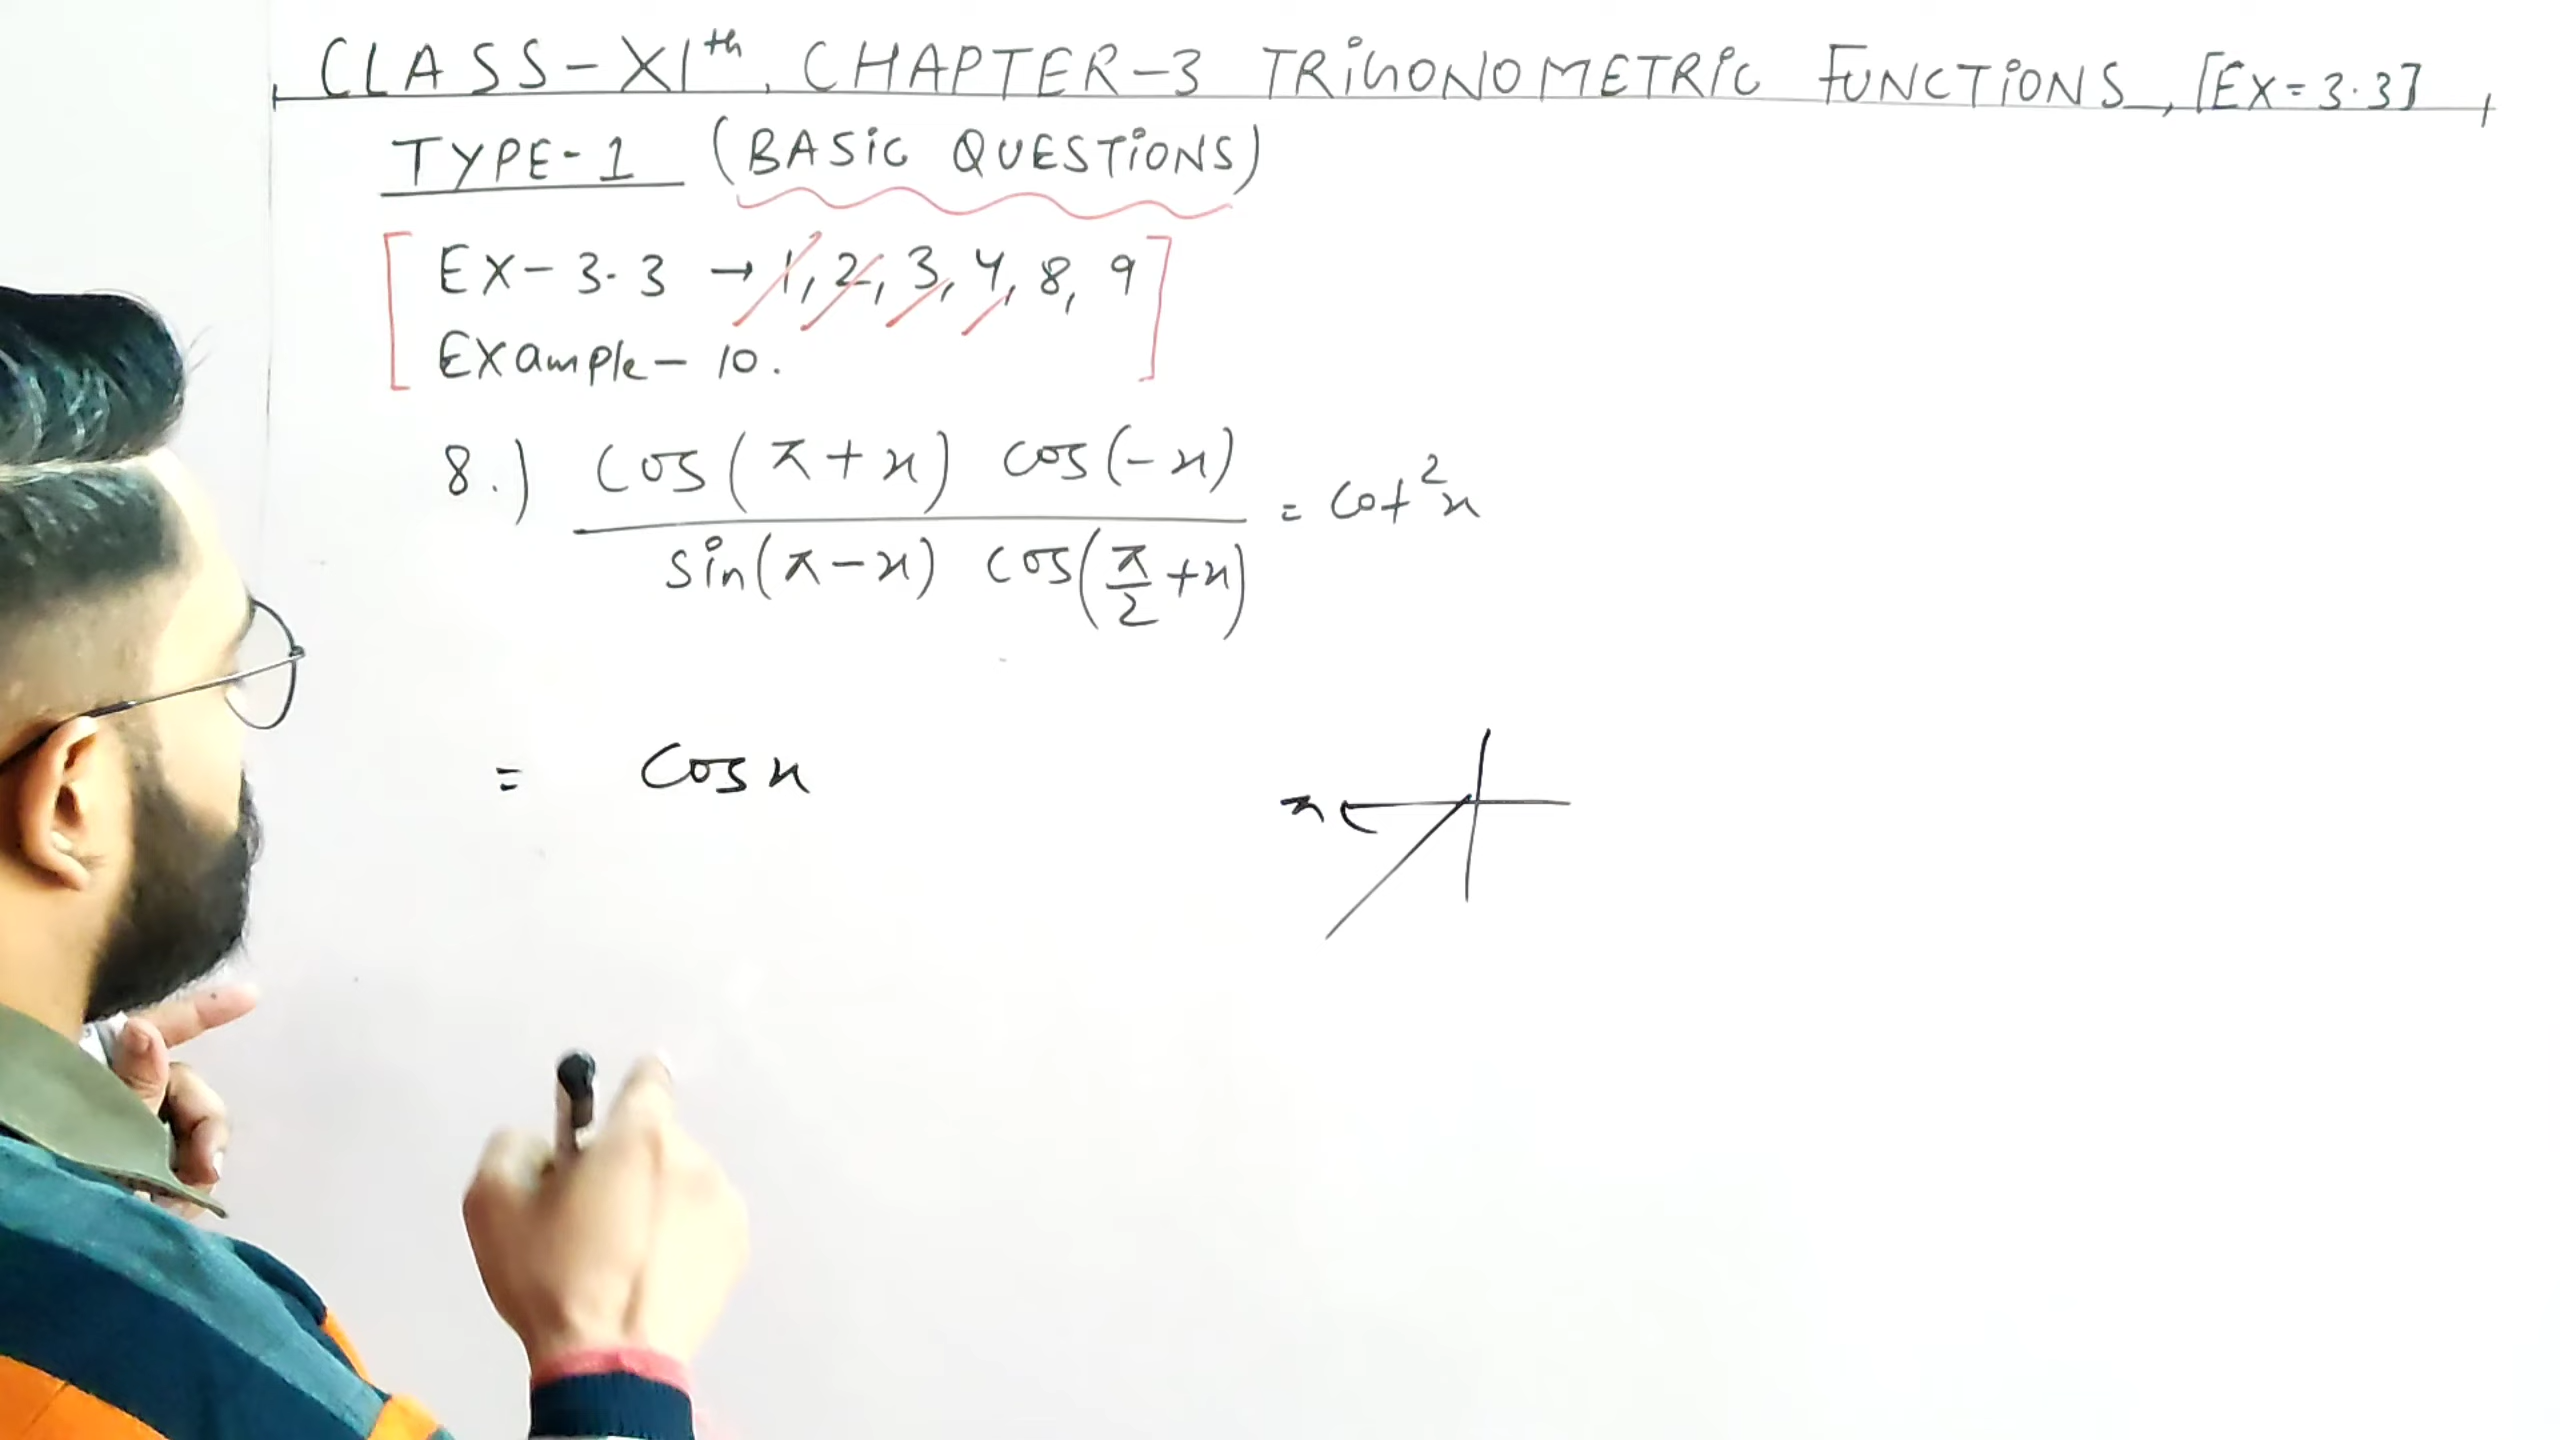 CLASS-XIth, CHAPTER-3 TRIGONOMETRIC FUNCTIONS, [EX=3.3],
TYPE-1 (BASIC QUESTIONS)
EX-3.3 → 1, 2, 3, 4, 8, 9
EXample-10.
8.) cos(π+x) cos(-x)
sin(π-x) cos(π/2+x)
= cot²x
= cos x
π